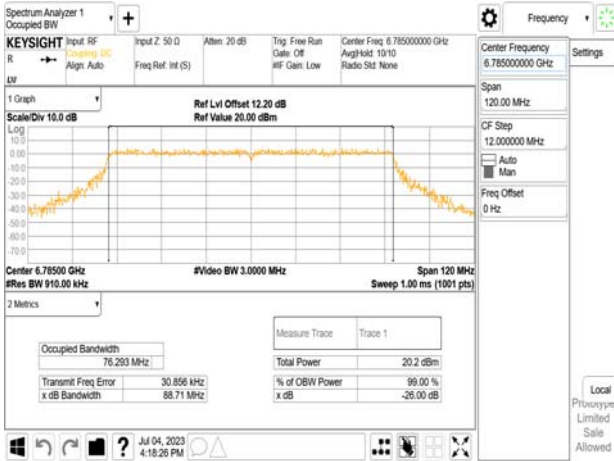 Spectrum Analyzer 1
Occupied BW
Frequency
KEYSIGHT
R
LXI
Input: RF
Coupling: DC
Align: Auto
Input Z: 50 Ω
Freq Ref: Int (S)
Atten: 20 dB
Trig: Free Run
Gate: Off
#IF Gain: Low
Center Freq: 6.785000000 GHz
Avg|Hold: 10/10
Radio Std: None
Center Frequency
6.785000000 GHz
Settings
Span
120.00 MHz
CF Step
12.000000 MHz
Auto
Man
Freq Offset
0 Hz
1 Graph
Scale/Div 10.0 dB
Ref Lvl Offset 12.20 dB
Ref Value 20.00 dBm
Log
10.0
0.00
-10.0
-20.0
-30.0
-40.0
-50.0
-60.0
-70.0
Center 6.78500 GHz
#Video BW 3.0000 MHz
Span 120 MHz
#Res BW 910.00 kHz
Sweep 1.00 ms (1001 pts)
2 Metrics
Measure Trace
Trace 1
Occupied Bandwidth
76.293 MHz
Total Power
20.2 dBm
Transmit Freq Error
30.856 kHz
% of OBW Power
99.00 %
x dB Bandwidth
88.71 MHz
x dB
-26.00 dB
Local
Prototype
Limited
Sale
Allowed
?
Jul 04, 2023
4:18:26 PM